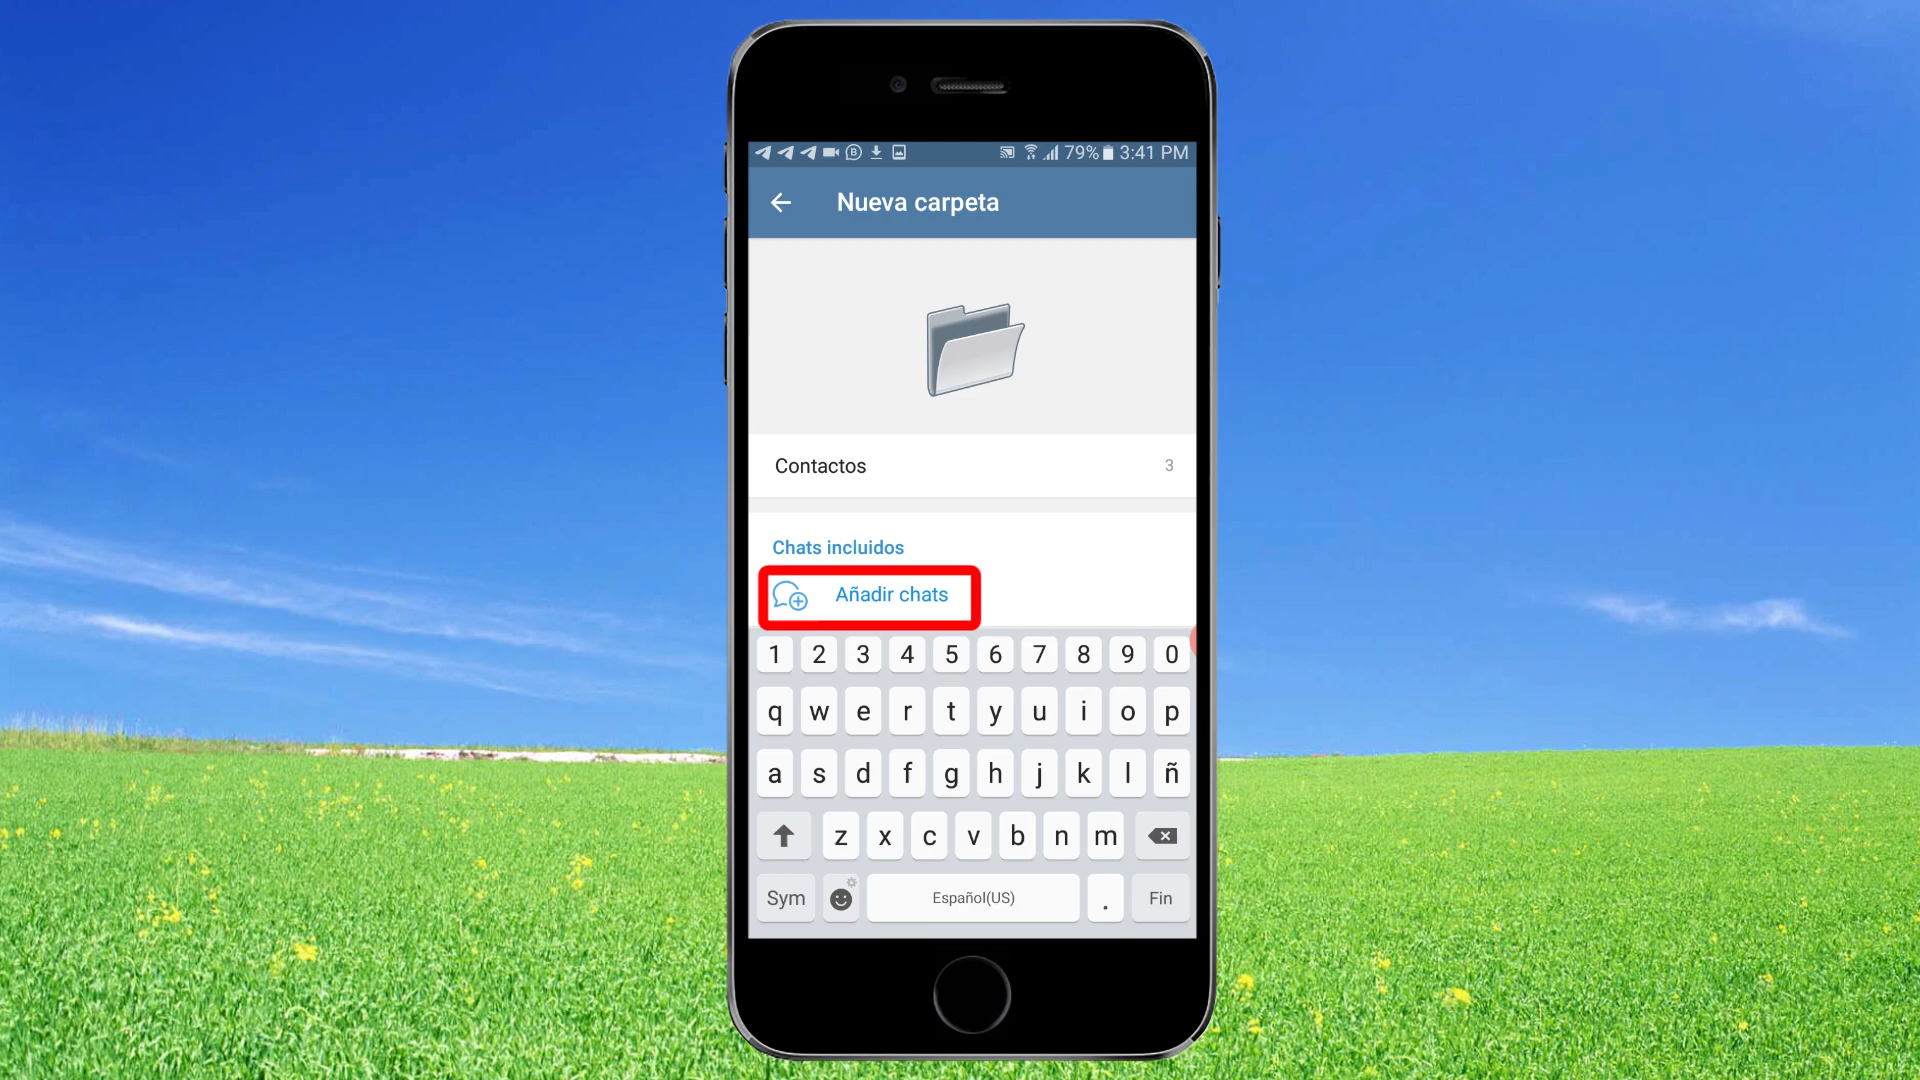 79% 3:41 PM
Nueva carpeta
Contactos 3
Chats incluidos
Añadir chats
1 2 3 4 5 6 7 8 9 0
q w e r t y u i o p
a s d f g h j k l ñ
z x c v b n m
Sym Español(US) . Fin